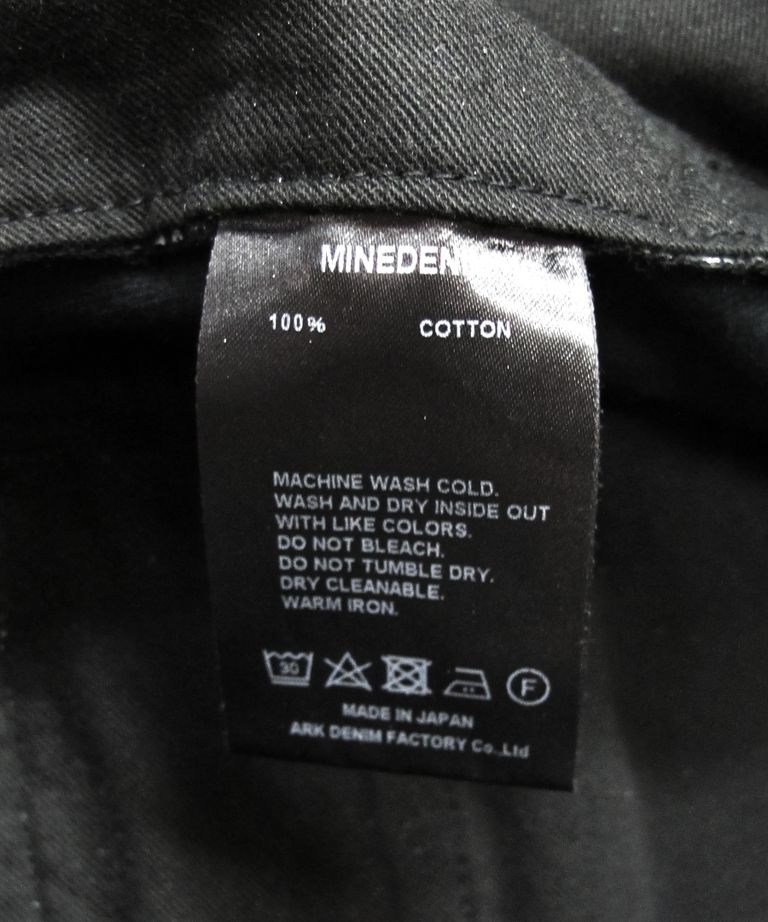 100% COTTON
MACHINE WASH COLD.
WASH AND DRY INSIDE OUT
WITH LIKE COLORS.
DO NOT BLEACH.
DO NOT TUMBLE DRY.
DRY CLEANABLE.
WARM IRON.
30
F
MADE IN JAPAN
ARK DENIM FACTORY Co.,Ltd